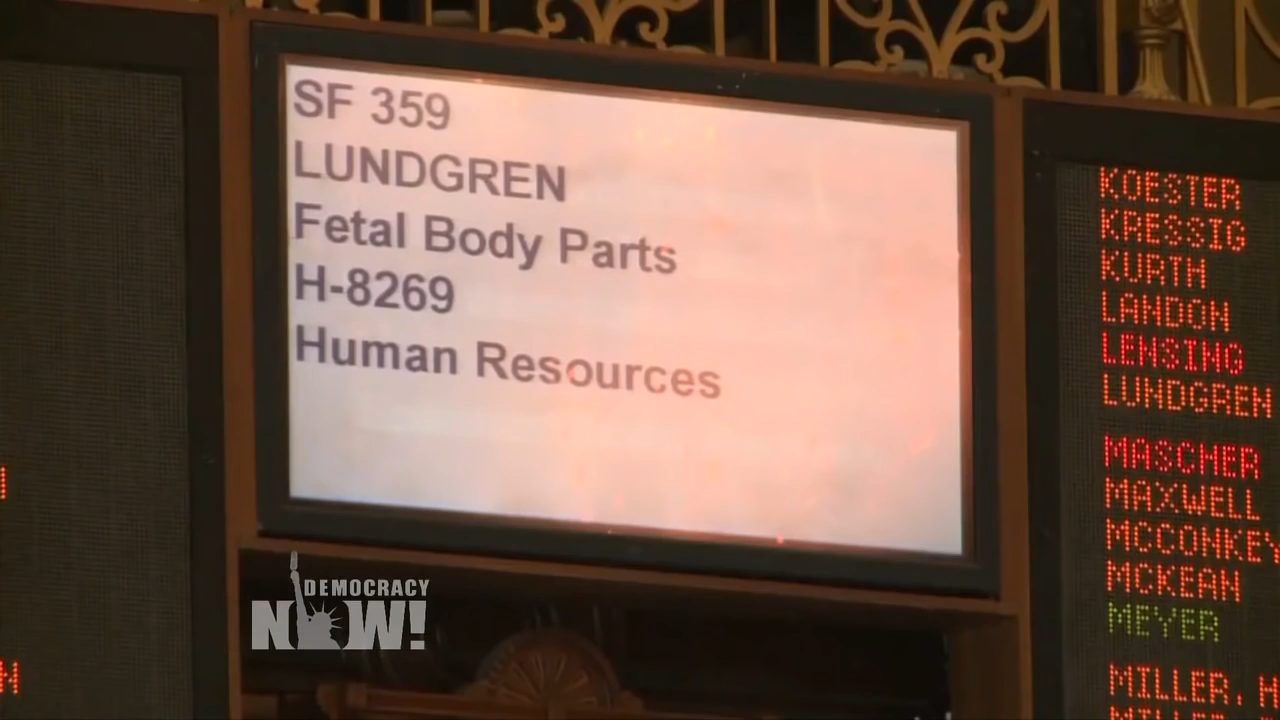 SF 359
LUNDGREN
Fetal Body Parts
H-8269
Human Resources
KOESTER
KRESSIG
KURTH
LANDON
LENSING
LUNDGREN
MASCHER
MAXWELL
MCCONKEY
MCKEAN
MEYER
MILLER, H
DEMOCRACY
NOW!